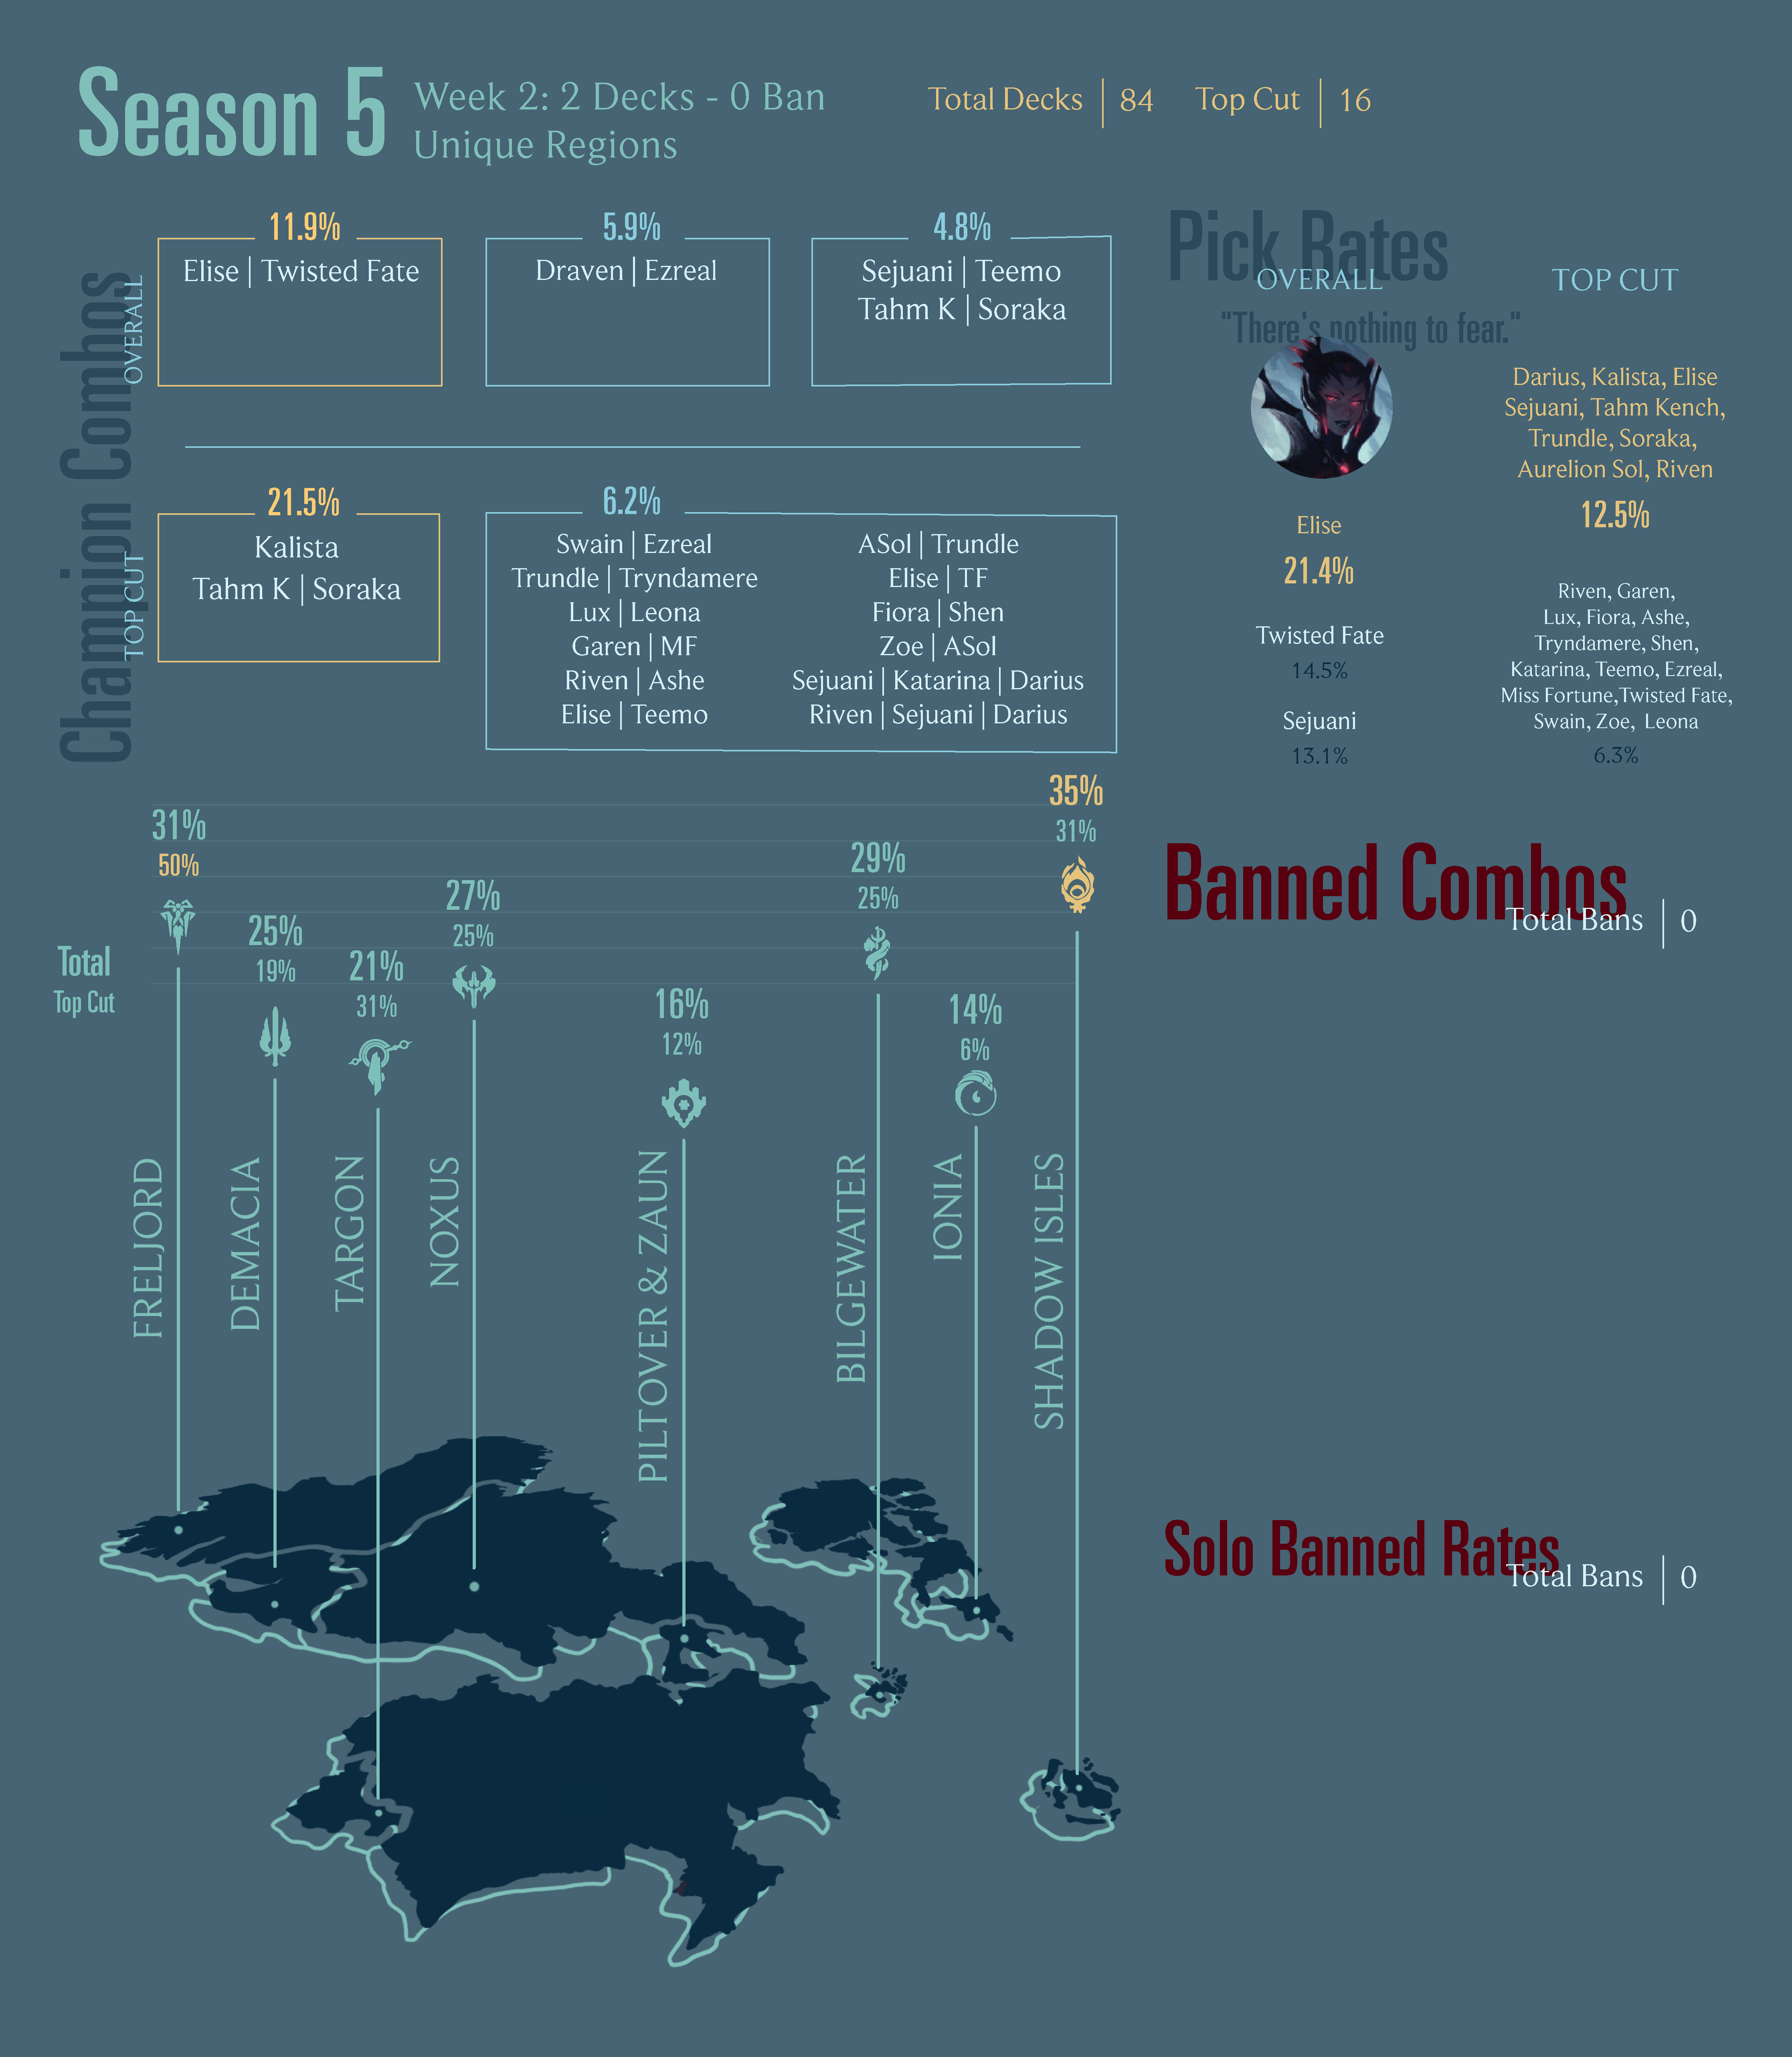 Season 5
Week 2: 2 Decks - 0 Ban
Unique Regions
Total Decks | 84
Top Cut | 16
Champion Combos
OVERALL
11.9%
Elise | Twisted Fate
5.9%
Draven | Ezreal
4.8%
Sejuani | Teemo
Tahm K | Soraka
TOP CUT
21.5%
Kalista
Tahm K | Soraka
6.2%
Swain | Ezreal
Trundle | Tryndamere
Lux | Leona
Garen | MF
Riven | Ashe
Elise | Teemo
ASol | Trundle
Elise | TF
Fiora | Shen
Zoe | ASol
Sejuani | Katarina | Darius
Riven | Sejuani | Darius
Pick Rates
OVERALL
"There's nothing to fear."
Elise
21.4%
Twisted Fate
14.5%
Sejuani
13.1%
TOP CUT
Darius, Kalista, Elise
Sejuani, Tahm Kench,
Trundle, Soraka,
Aurelion Sol, Riven
12.5%
Riven, Garen,
Lux, Fiora, Ashe,
Tryndamere, Shen,
Katarina, Teemo, Ezreal,
Miss Fortune,Twisted Fate,
Swain, Zoe, Leona
6.3%
Total
Top Cut
31%
50%
FRELJORD
25%
19%
DEMACIA
21%
31%
TARGON
27%
25%
NOXUS
16%
12%
PILTOVER & ZAUN
29%
25%
BILGEWATER
14%
6%
IONIA
35%
31%
SHADOW ISLES
Banned Combos
Total Bans | 0
Solo Banned Rates
Total Bans | 0